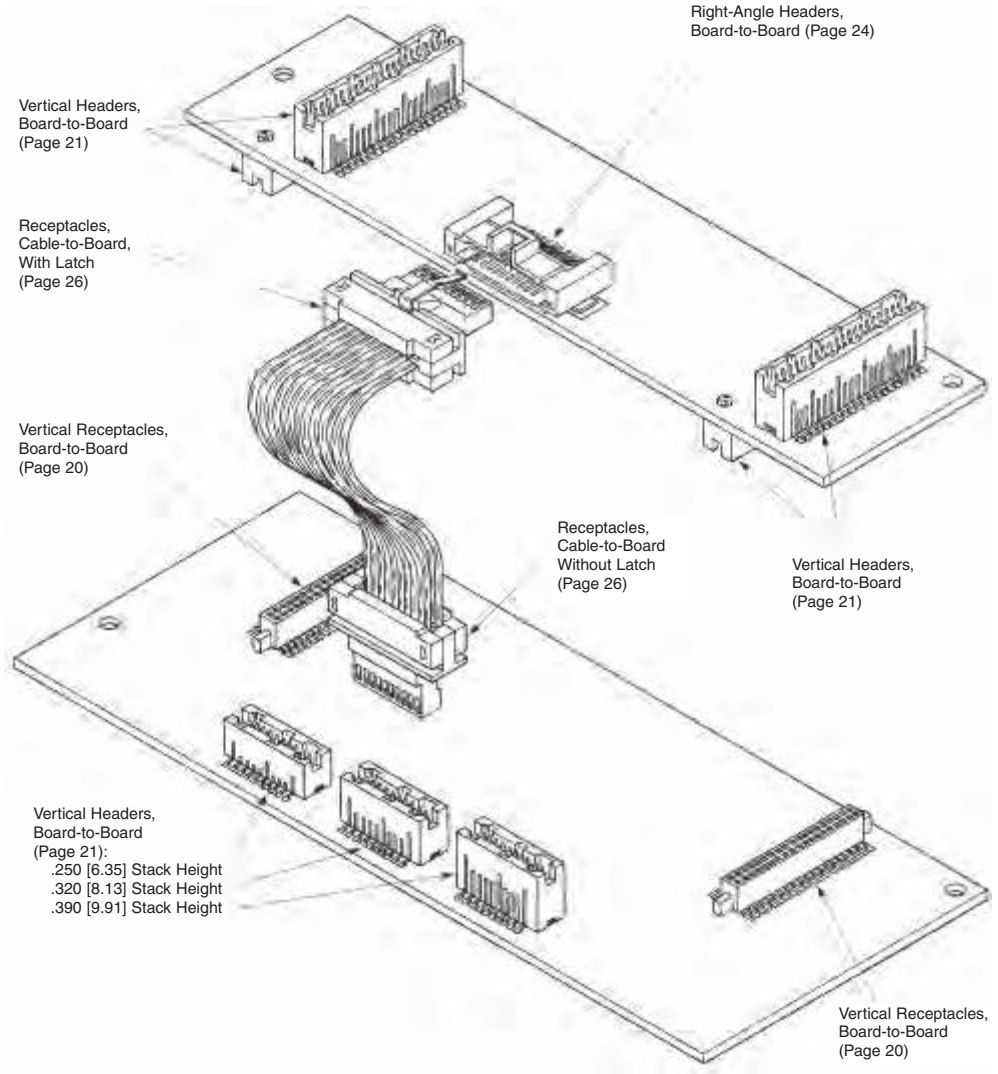 Right-Angle Headers,
Board-to-Board (Page 24)
Vertical Headers,
Board-to-Board
(Page 21)
Receptacles,
Cable-to-Board,
With Latch
(Page 26)
Vertical Receptacles,
Board-to-Board
(Page 20)
Receptacles,
Cable-to-Board
Without Latch
(Page 26)
Vertical Headers,
Board-to-Board
(Page 21)
Vertical Headers,
Board-to-Board
(Page 21):
.250 [6.35] Stack Height
.320 [8.13] Stack Height
.390 [9.91] Stack Height
Vertical Receptacles,
Board-to-Board
(Page 20)